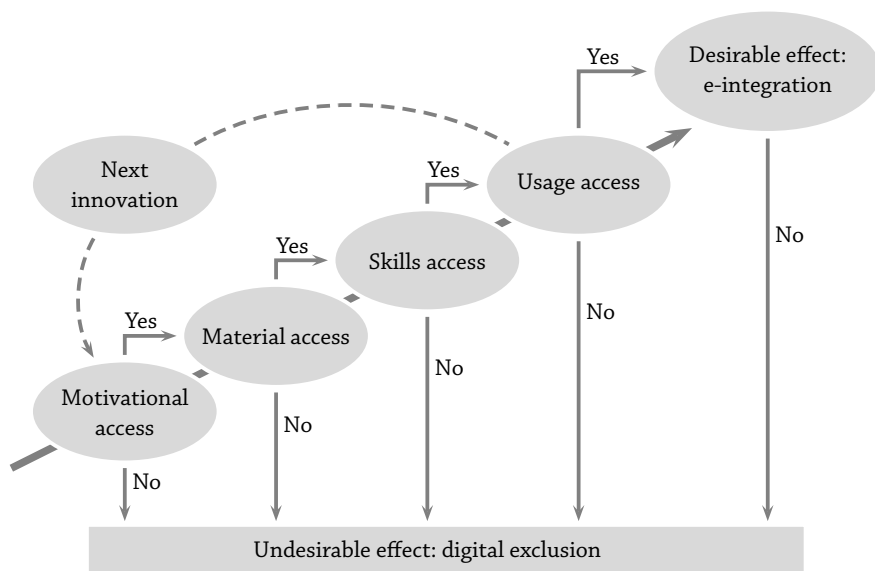 Yes
Desirable effect:
e-integration
Next
innovation
Yes
Usage access
Yes
Skills access
No
Yes
Material access
No
Motivational
access
No
No
No
Undesirable effect: digital exclusion